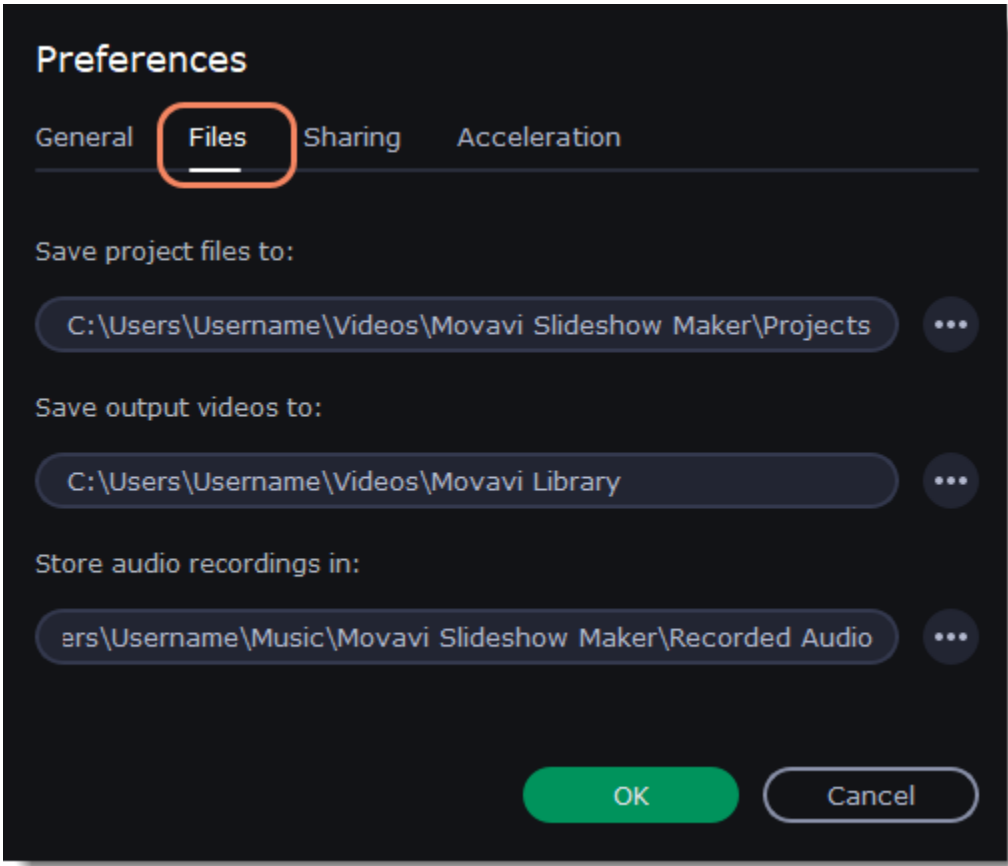 Preferences
General Files Sharing Acceleration
Save project files to:
C:\Users\Username\Videos\Movavi Slideshow Maker\Projects
Save output videos to:
C:\Users\Username\Videos\Movavi Library
Store audio recordings in:
ers\Username\Music\Movavi Slideshow Maker\Recorded Audio
OK Cancel